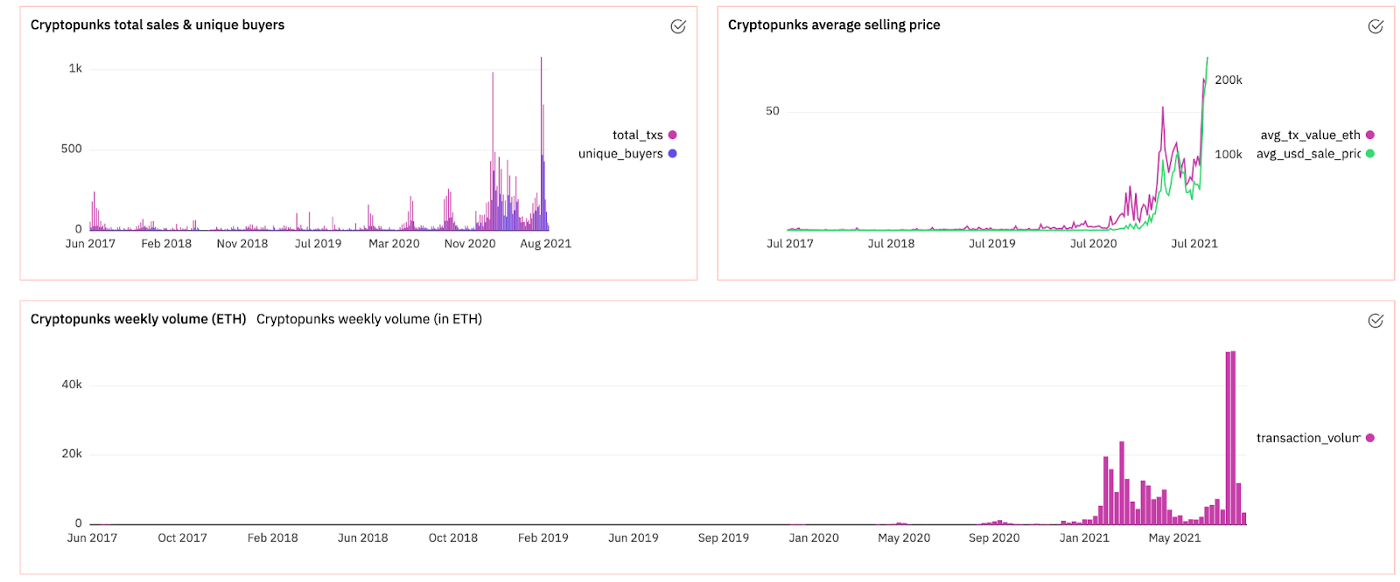 Cryptopunks total sales & unique buyers
1k
500
0
Jun 2017 Feb 2018 Nov 2018 Jul 2019 Mar 2020 Nov 2020 Aug 2021
total_txs
unique_buyers
Cryptopunks average selling price
50
200k
100k
Jul 2017 Jul 2018 Jul 2019 Jul 2020 Jul 2021
avg_tx_value_eth
avg_usd_sale_pric
Cryptopunks weekly volume (ETH) Cryptopunks weekly volume (in ETH)
40k
20k
0
Jun 2017 Oct 2017 Feb 2018 Jun 2018 Oct 2018 Feb 2019 Jun 2019 Sep 2019 Jan 2020 May 2020 Sep 2020 Jan 2021 May 2021
transaction_volum